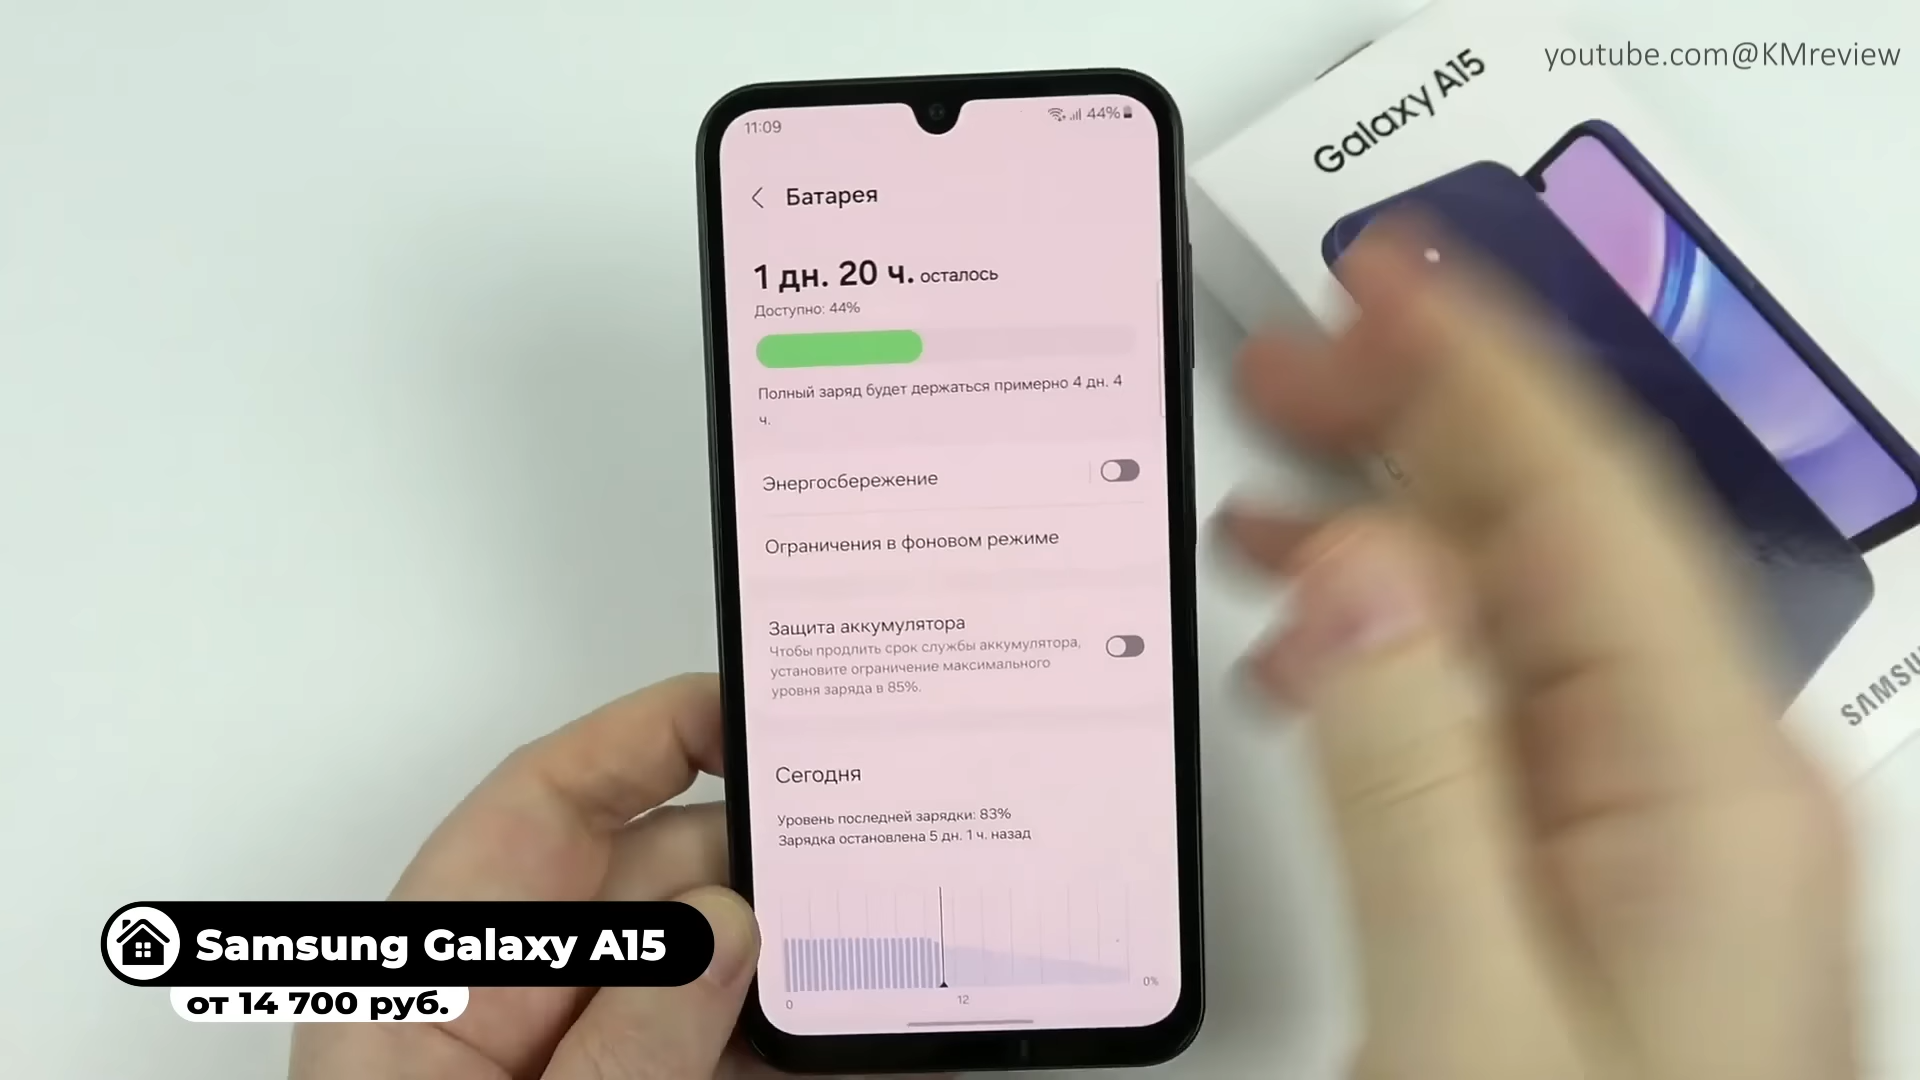 youtube.com@KMreview
Galaxy A15
11:09
44%
Батарея
1 дн. 20 ч. осталось
Доступно: 44%
Полный заряд будет держаться примерно 4 дн. 4
ч.
Энергосбережение
Ограничения в фоновом режиме
Защита аккумулятора
Чтобы продлить срок службы аккумулятора,
установите ограничение максимального
уровня заряда в 85%.
Сегодня
Уровень последней зарядки: 83%
Зарядка остановлена 5 дн. 1 ч. назад
0%
0 12
SAMSU
Samsung Galaxy A15
от 14 700 руб.